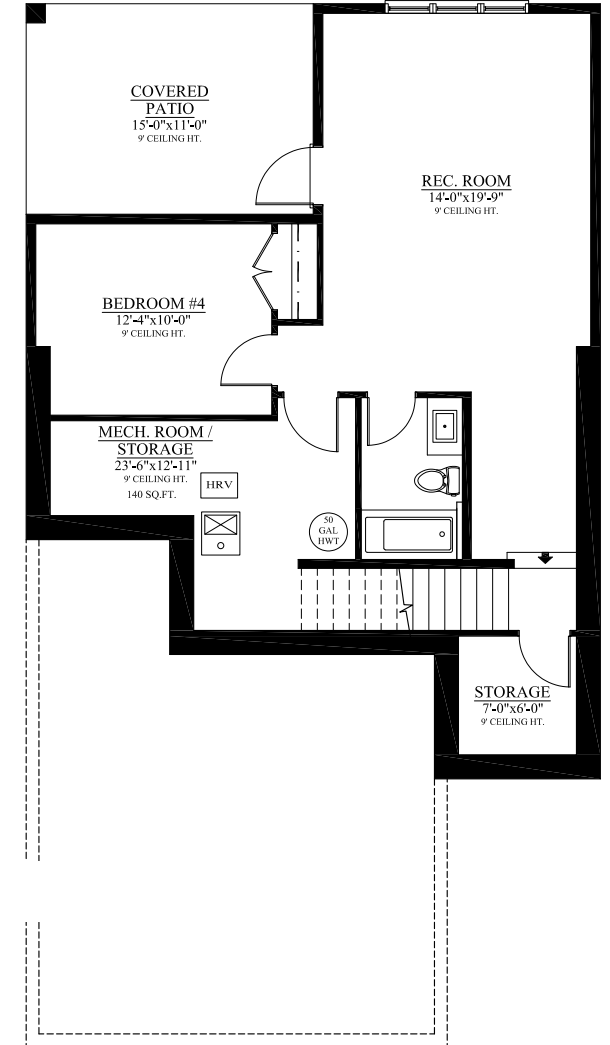 COVERED
PATIO
15'-0"x11'-0"
9' CEILING HT.
REC. ROOM
14'-0"x19'-9"
9' CEILING HT.
BEDROOM #4
12'-4"x10'-0"
9' CEILING HT.
MECH. ROOM /
STORAGE
23'-6"x12'-11"
9' CEILING HT.
140 SQ.FT.
HRV
50
GAL
HWT
STORAGE
7'-0"x6'-0"
9' CEILING HT.